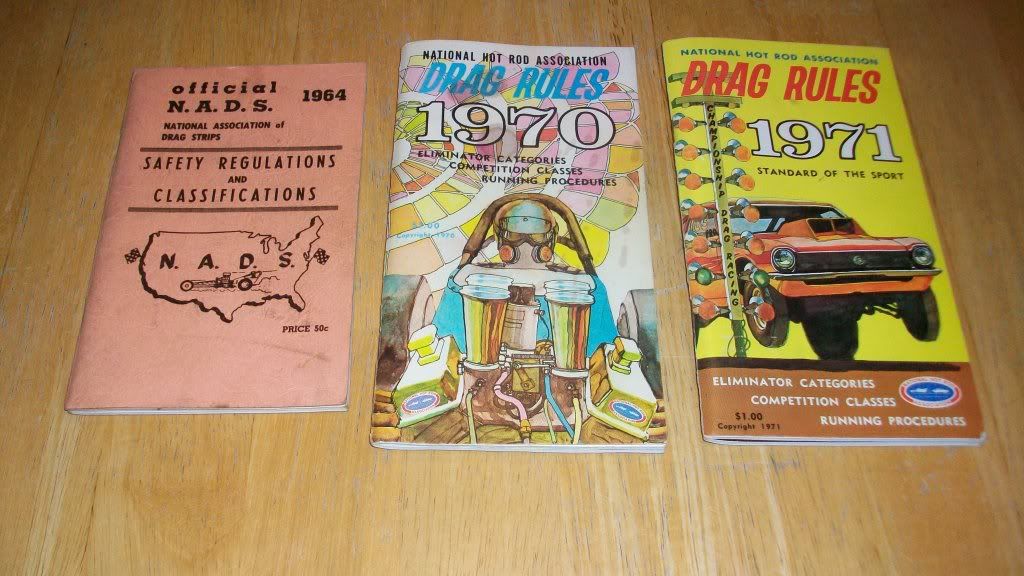 official
N. A. D. S.
1964
NATIONAL ASSOCIATION of
DRAG STRIPS
SAFETY REGULATIONS
AND
CLASSIFICATIONS
N. A. D. S.
PRICE 50c
NATIONAL HOT ROD ASSOCIATION
DRAG RULES
1970
ELIMINATOR CATEGORIES
COMPETITION CLASSES
RUNNING PROCEDURES
Copyright 1970
NATIONAL HOT ROD ASSOCIATION
DRAG RULES
1971
STANDARD OF THE SPORT
CHAMPIONSHIP DRAG RACING
ELIMINATOR CATEGORIES
COMPETITION CLASSES
$1.00
RUNNING PROCEDURES
Copyright 1971